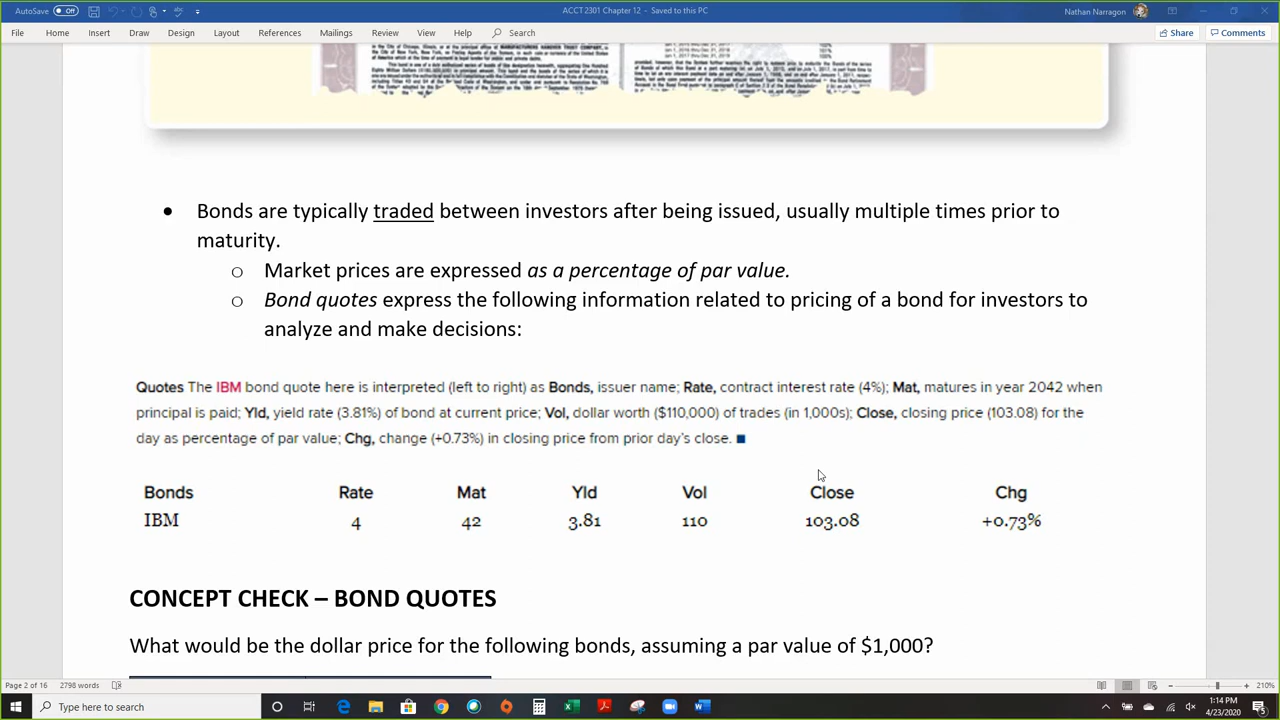 AutoSave Off ACCT 2301 Chapter 12 - Saved to this PC Nathan Narragon
File Home Insert Draw Design Layout References Mailings Review View Help Search Share Comments
• Bonds are typically traded between investors after being issued, usually multiple times prior to
maturity.
o Market prices are expressed as a percentage of par value.
o Bond quotes express the following information related to pricing of a bond for investors to
analyze and make decisions:
Quotes The IBM bond quote here is interpreted (left to right) as Bonds, issuer name; Rate, contract interest rate (4%); Mat, matures in year 2042 when
principal is paid; Yld, yield rate (3.81%) of bond at current price; Vol, dollar worth ($110,000) of trades (in 1,000s); Close, closing price (103.08) for the
day as percentage of par value; Chg, change (+0.73%) in closing price from prior day's close.
Bonds Rate Mat Yld Vol Close Chg
IBM 4 42 3.81 110 103.08 +0.73%
CONCEPT CHECK – BOND QUOTES
What would be the dollar price for the following bonds, assuming a par value of $1,000?
Page 2 of 16 2798 words 210%
Type here to search 1:14 PM
4/23/2020